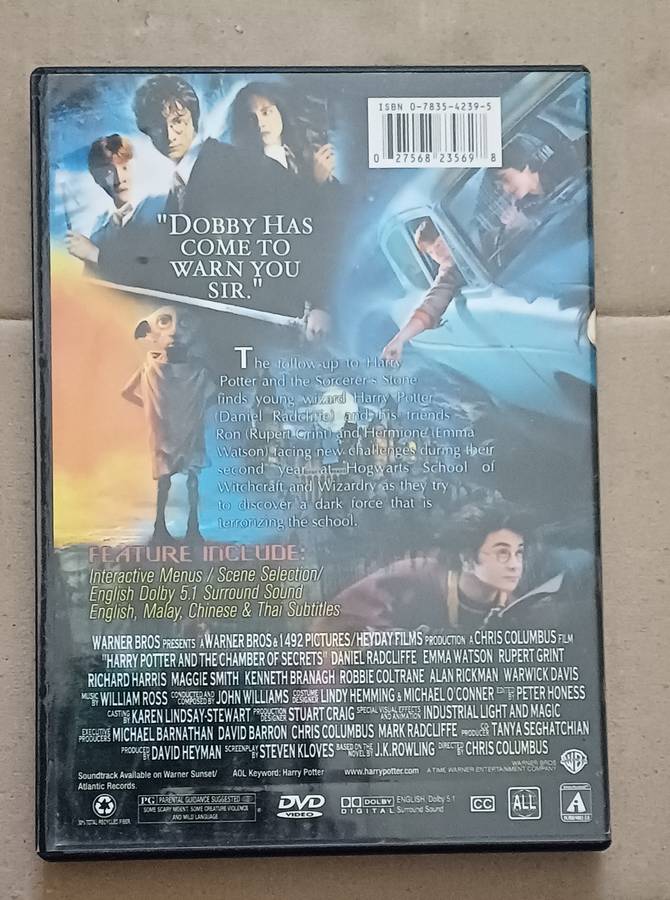 ISBN 0-7835-4239-5
0 27568 23569 8
"DOBBY HAS
COME TO
WARN YOU
SIR."
The follow-up to Harry
Potter and the Sorcerer's Stone
finds young wizard Harry Potter
(Daniel Radcliffe) and his friends
Ron (Rupert Grint) and Hermione (Emma
Watson) facing new challenges during their
second year at Hogwarts School of
Witchcraft and Wizardry as they try
to discover a dark force that is
terrorizing the school.
FEATURE INCLUDE:
Interactive Menus / Scene Selection/
English Dolby 5.1 Surround Sound
English, Malay, Chinese & Thai Subtitles
WARNER BROS PRESENTS A WARNER BROS & 1492 PICTURES/HEYDAY FILMS PRODUCTION A CHRIS COLUMBUS FILM
"HARRY POTTER AND THE CHAMBER OF SECRETS" DANIEL RADCLIFFE EMMA WATSON RUPERT GRINT
RICHARD HARRIS MAGGIE SMITH KENNETH BRANAGH ROBBIE COLTRANE ALAN RICKMAN WARWICK DAVIS
MUSIC BY WILLIAM ROSS CONDUCTED AND COMPOSED BY JOHN WILLIAMS COSTUME DESIGNER LINDY HEMMING & MICHAEL O'CONNER EDITED BY PETER HONESS
CASTING BY KAREN LINDSAY-STEWART PRODUCTION DESIGNER STUART CRAIG SPECIAL VISUAL EFFECTS AND ANIMATION INDUSTRIAL LIGHT AND MAGIC
EXECUTIVE PRODUCERS MICHAEL BARNATHAN DAVID BARRON CHRIS COLUMBUS MARK RADCLIFFE CO PRODUCER TANYA SEGHATCHIAN
PRODUCED BY DAVID HEYMAN SCREENPLAY BY STEVEN KLOVES BASED ON THE NOVEL BY J.K.ROWLING DIRECTED BY CHRIS COLUMBUS
WARNER BROS
A TIME WARNER ENTERTAINMENT COMPANY
Soundtrack Available on Warner Sunset/
Atlantic Records.
AOL Keyword: Harry Potter
www.harrypotter.com
30% TOTAL RECYCLED FIBER
PG PARENTAL GUIDANCE SUGGESTED
SOME SCARY MOMENT, SOME CREATURE VIOLENCE
AND MILD LANGUAGE
DVD
VIDEO
DOLBY
DIGITAL
ENGLISH, Dolby 5.1
Surround Sound
CC
ALL
A